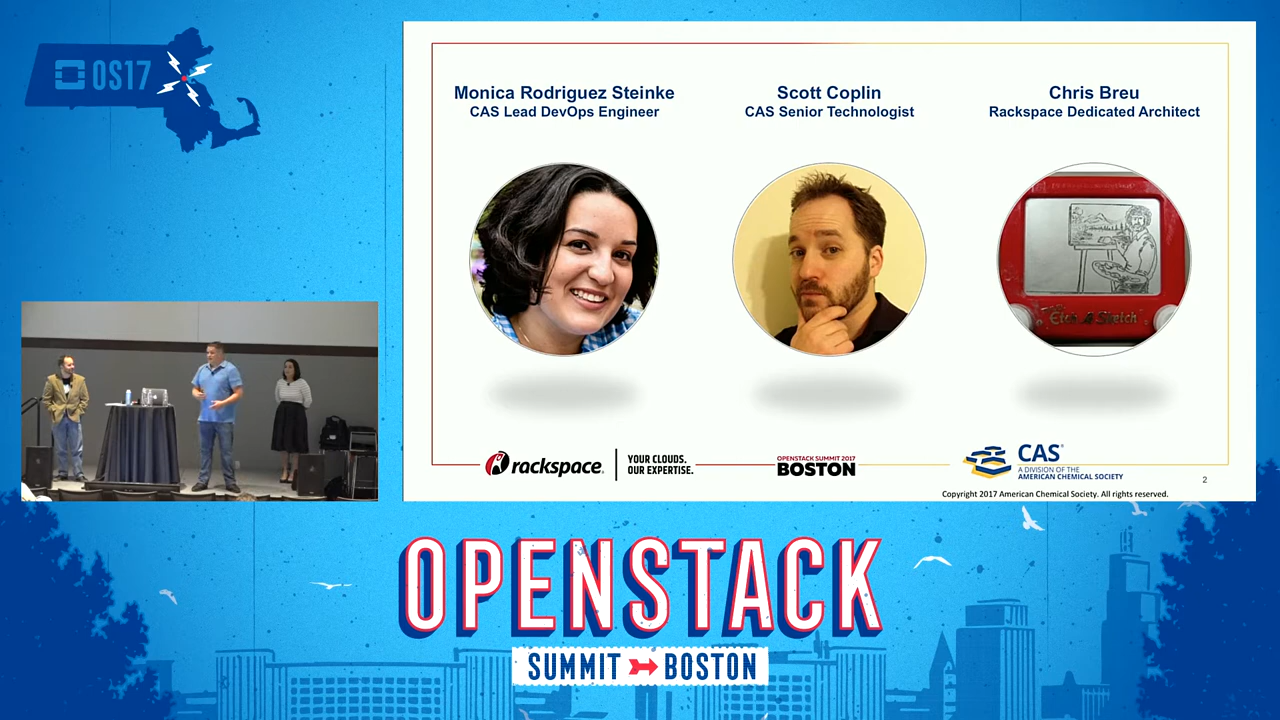 OS17
Monica Rodriguez Steinke
CAS Lead DevOps Engineer
Scott Coplin
CAS Senior Technologist
Chris Breu
Rackspace Dedicated Architect
Etch A Sketch
rackspace®
YOUR CLOUDS.
OUR EXPERTISE.
OPENSTACK SUMMIT 2017
BOSTON
CAS®
A DIVISION OF THE
AMERICAN CHEMICAL SOCIETY
2
Copyright 2017 American Chemical Society. All rights reserved.
OPENSTACK
SUMMIT BOSTON